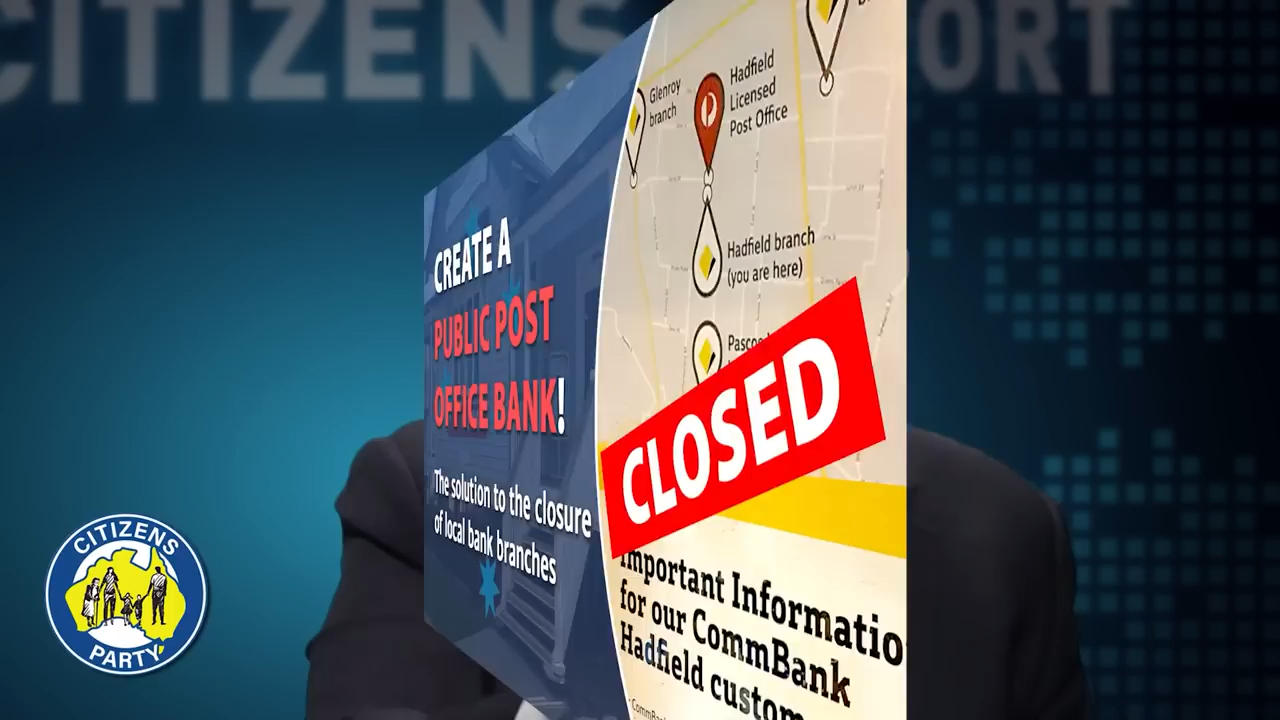 CITIZENS
ORT
CREATE A
PUBLIC POST
OFFICE BANK!
The solution to the closure
of local bank branches
Glenroy
branch
Hadfield
Licensed
Post Office
Hadfield branch
(you are here)
CLOSED
Important Informatio
for our CommBank
Hadfield custom
CITIZENS
PARTY